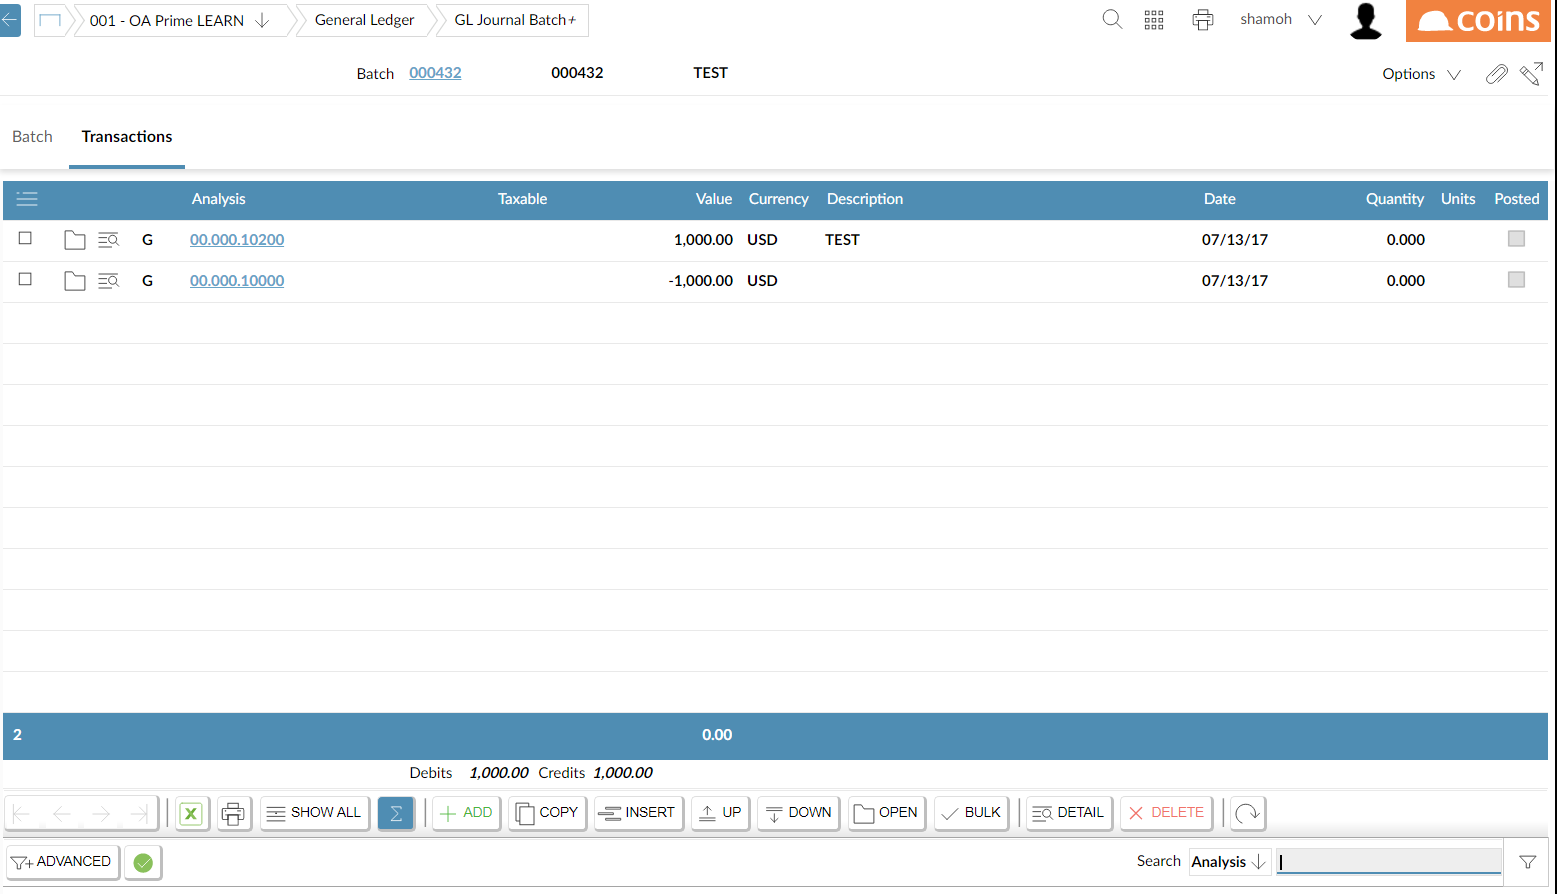 001 - OA Prime LEARN General Ledger GL Journal Batch+ shamoh coins
Batch 000432 000432 TEST Options
Batch Transactions
Analysis Taxable Value Currency Description Date Quantity Units Posted
G 00.000.10200 1,000.00 USD TEST 07/13/17 0.000
G 00.000.10000 -1,000.00 USD 07/13/17 0.000
2 0.00
Debits 1,000.00 Credits 1,000.00
X SHOW ALL Σ ADD COPY INSERT UP DOWN OPEN BULK DETAIL DELETE
ADVANCED Search Analysis